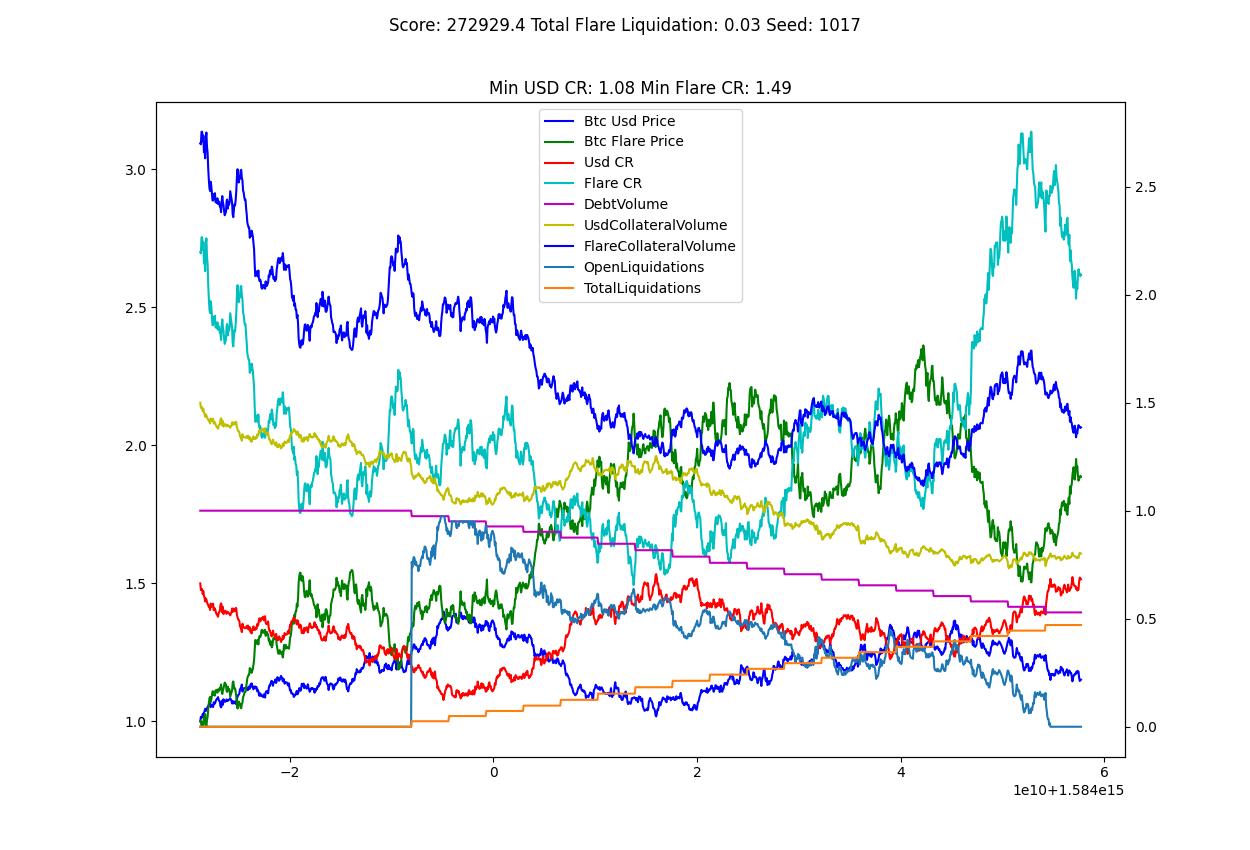 Score: 272929.4 Total Flare Liquidation: 0.03 Seed: 1017
Min USD CR: 1.08 Min Flare CR: 1.49
Btc Usd Price
Btc Flare Price
Usd CR
Flare CR
DebtVolume
UsdCollateralVolume
FlareCollateralVolume
OpenLiquidations
TotalLiquidations
3.0
2.5
2.0
1.5
1.0
2.5
2.0
1.5
1.0
0.5
0.0
−2
0
2
4
6
1e10+1.584e15